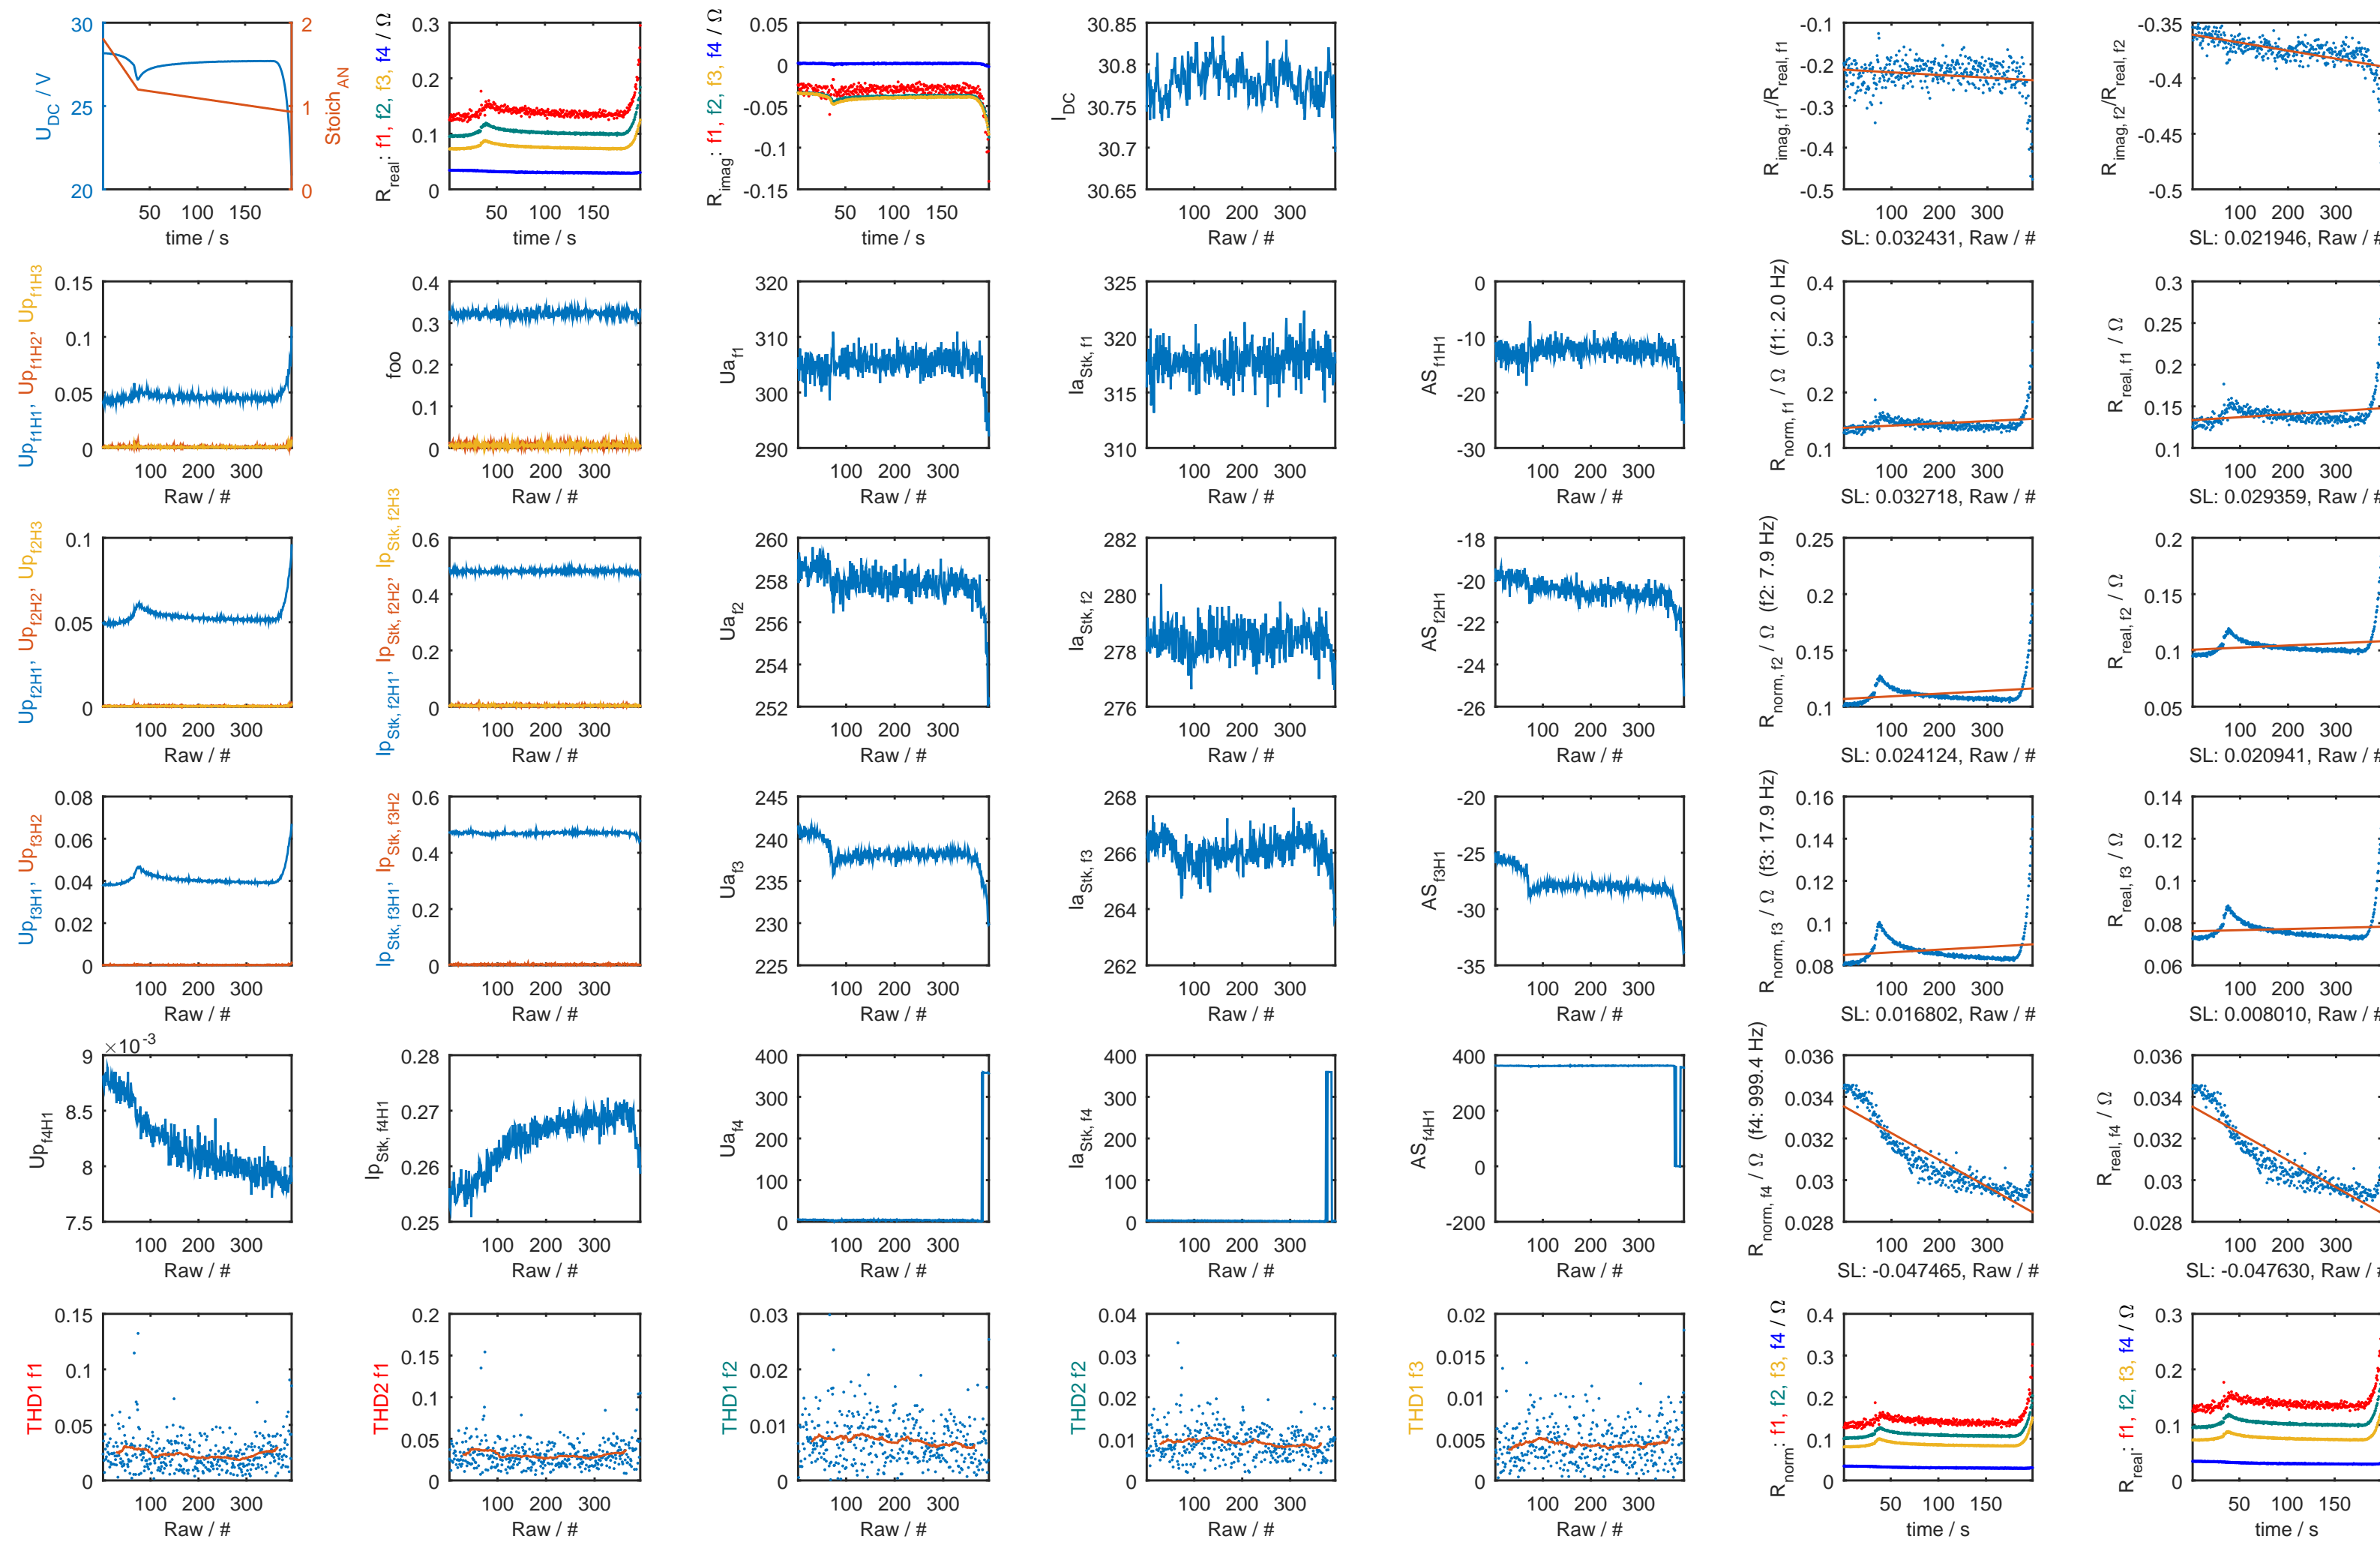 U_DC / V
30
25
20
Stoich_AN
2
1
0
50 100 150
time / s
R_real: f1, f2, f3, f4 / Ω
0.3
0.2
0.1
0
50 100 150
time / s
R_imag: f1, f2, f3, f4 / Ω
0.05
0
-0.05
-0.1
-0.15
50 100 150
time / s
I_DC
30.85
30.8
30.75
30.7
30.65
100 200 300
Raw / #
R_imag, f1/R_real, f1
-0.1
-0.2
-0.3
-0.4
-0.5
100 200 300
SL: 0.032431, Raw / #
R_imag, f2/R_real, f2
-0.35
-0.4
-0.45
-0.5
100 200 300
SL: 0.021946, Raw / #
Up_f1H1, Up_f1H2, Up_f1H3
0.15
0.1
0.05
0
100 200 300
Raw / #
foo
0.4
0.3
0.2
0.1
0
100 200 300
Raw / #
Ua_f1
320
310
300
290
100 200 300
Raw / #
Ia_Stk, f1
325
320
315
310
100 200 300
Raw / #
AS_f1H1
0
-10
-20
-30
100 200 300
Raw / #
R_norm, f1 / Ω (f1: 2.0 Hz)
0.4
0.3
0.2
0.1
100 200 300
SL: 0.032718, Raw / #
R_real, f1 / Ω
0.3
0.25
0.2
0.15
0.1
100 200 300
SL: 0.029359, Raw / #
Up_f2H1, Up_f2H2, Up_f2H3
0.1
0.05
0
100 200 300
Raw / #
Ip_Stk, f2H1, Ip_Stk, f2H2, Ip_Stk, f2H3
0.6
0.4
0.2
0
100 200 300
Raw / #
Ua_f2
260
258
256
254
252
100 200 300
Raw / #
Ia_Stk, f2
282
280
278
276
100 200 300
Raw / #
AS_f2H1
-18
-20
-22
-24
-26
100 200 300
Raw / #
R_norm, f2 / Ω (f2: 7.9 Hz)
0.25
0.2
0.15
0.1
100 200 300
SL: 0.024124, Raw / #
R_real, f2 / Ω
0.2
0.15
0.1
0.05
100 200 300
SL: 0.020941, Raw / #
Up_f3H1, Up_f3H2
0.08
0.06
0.04
0.02
0
100 200 300
Raw / #
Ip_Stk, f3H1, Ip_Stk, f3H2
0.6
0.4
0.2
0
100 200 300
Raw / #
Ua_f3
245
240
235
230
225
100 200 300
Raw / #
Ia_Stk, f3
268
266
264
262
100 200 300
Raw / #
AS_f3H1
-20
-25
-30
-35
100 200 300
Raw / #
R_norm, f3 / Ω (f3: 17.9 Hz)
0.16
0.14
0.12
0.1
0.08
100 200 300
SL: 0.016802, Raw / #
R_real, f3 / Ω
0.14
0.12
0.1
0.08
0.06
100 200 300
SL: 0.008010, Raw / #
Up_f4H1
×10^-3
9
8.5
8
7.5
100 200 300
Raw / #
Ip_Stk, f4H1
0.28
0.27
0.26
0.25
100 200 300
Raw / #
Ua_f4
400
300
200
100
0
100 200 300
Raw / #
Ia_Stk, f4
400
300
200
100
0
100 200 300
Raw / #
AS_f4H1
400
200
0
-200
100 200 300
Raw / #
R_norm, f4 / Ω (f4: 999.4 Hz)
0.036
0.034
0.032
0.03
0.028
100 200 300
SL: -0.047465, Raw / #
R_real, f4 / Ω
0.036
0.034
0.032
0.03
0.028
100 200 300
SL: -0.047630, Raw / #
THD1 f1
0.15
0.1
0.05
0
100 200 300
Raw / #
THD2 f1
0.2
0.15
0.1
0.05
0
100 200 300
Raw / #
THD1 f2
0.03
0.02
0.01
0
100 200 300
Raw / #
THD2 f2
0.04
0.03
0.02
0.01
0
100 200 300
Raw / #
THD1 f3
0.02
0.015
0.01
0.005
0
100 200 300
Raw / #
R_norm: f1, f2, f3, f4 / Ω
0.4
0.3
0.2
0.1
0
50 100 150
time / s
R_real: f1, f2, f3, f4 / Ω
0.3
0.2
0.1
0
50 100 150
time / s